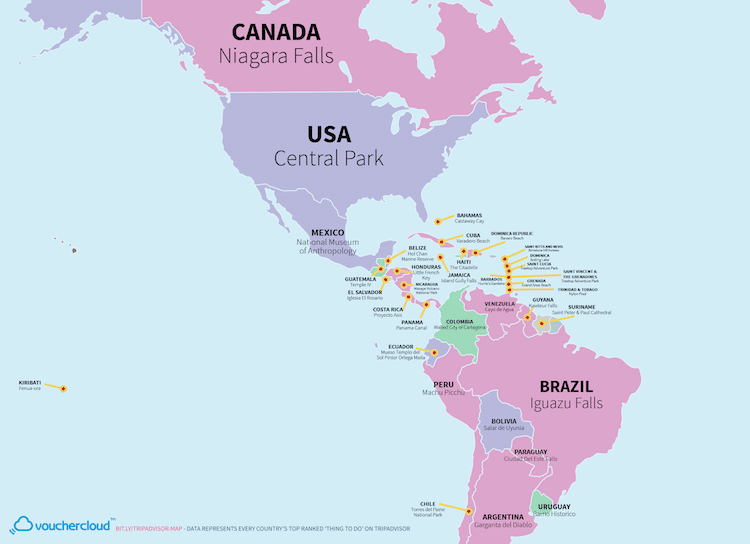 CANADA
Niagara Falls
USA
Central Park
MEXICO
National Museum
of Anthropology
BAHAMAS
Castaway Cay
CUBA
Varadero Beach
DOMINICA REPUBLIC
Bavaro Beach
BELIZE
Hol Chan
Marine Reserve
HAITI
The Citadelle
SAINT KITTS AND NEVIS
DOMINICA
Boiling Lake
SAINT LUCIA
Treetop Adventure Park
HONDURAS
Little French
Key
JAMAICA
Island Gully Falls
BARBADOS
SAINT VINCENT &
THE GRENADINES
Treetop Adventure Park
GUATEMALA
Temple IV
NICARAGUA
Masaya Volcano
National Park
GRENADA
Grand Anse Beach
EL SALVADOR
Iglesia El Rosario
TRINIDAD & TOBAGO
Nylon Pool
COSTA RICA
Proyecto Asis
VENEZUELA
Cayo de Agua
GUYANA
Kaieteur Falls
SURINAME
Saint Peter & Paul Cathedral
PANAMA
Panama Canal
COLOMBIA
Walled City of Cartagena
ECUADOR
Museo Templo del
Sol Pintor Ortega Maila
KIRIBATI
Fenua-ura
PERU
Machu Picchu
BRAZIL
Iguazu Falls
BOLIVIA
Salar de Uyunia
PARAGUAY
Ciudad Del Este Falls
CHILE
Torres del Paine
National Park
URUGUAY
Barrio Historico
ARGENTINA
Garganta del Diablo
vouchercloud™
BIT.LY/TRIPADVISOR-MAP - DATA REPRESENTS EVERY COUNTRY'S TOP RANKED 'THING TO DO' ON TRIPADVISOR